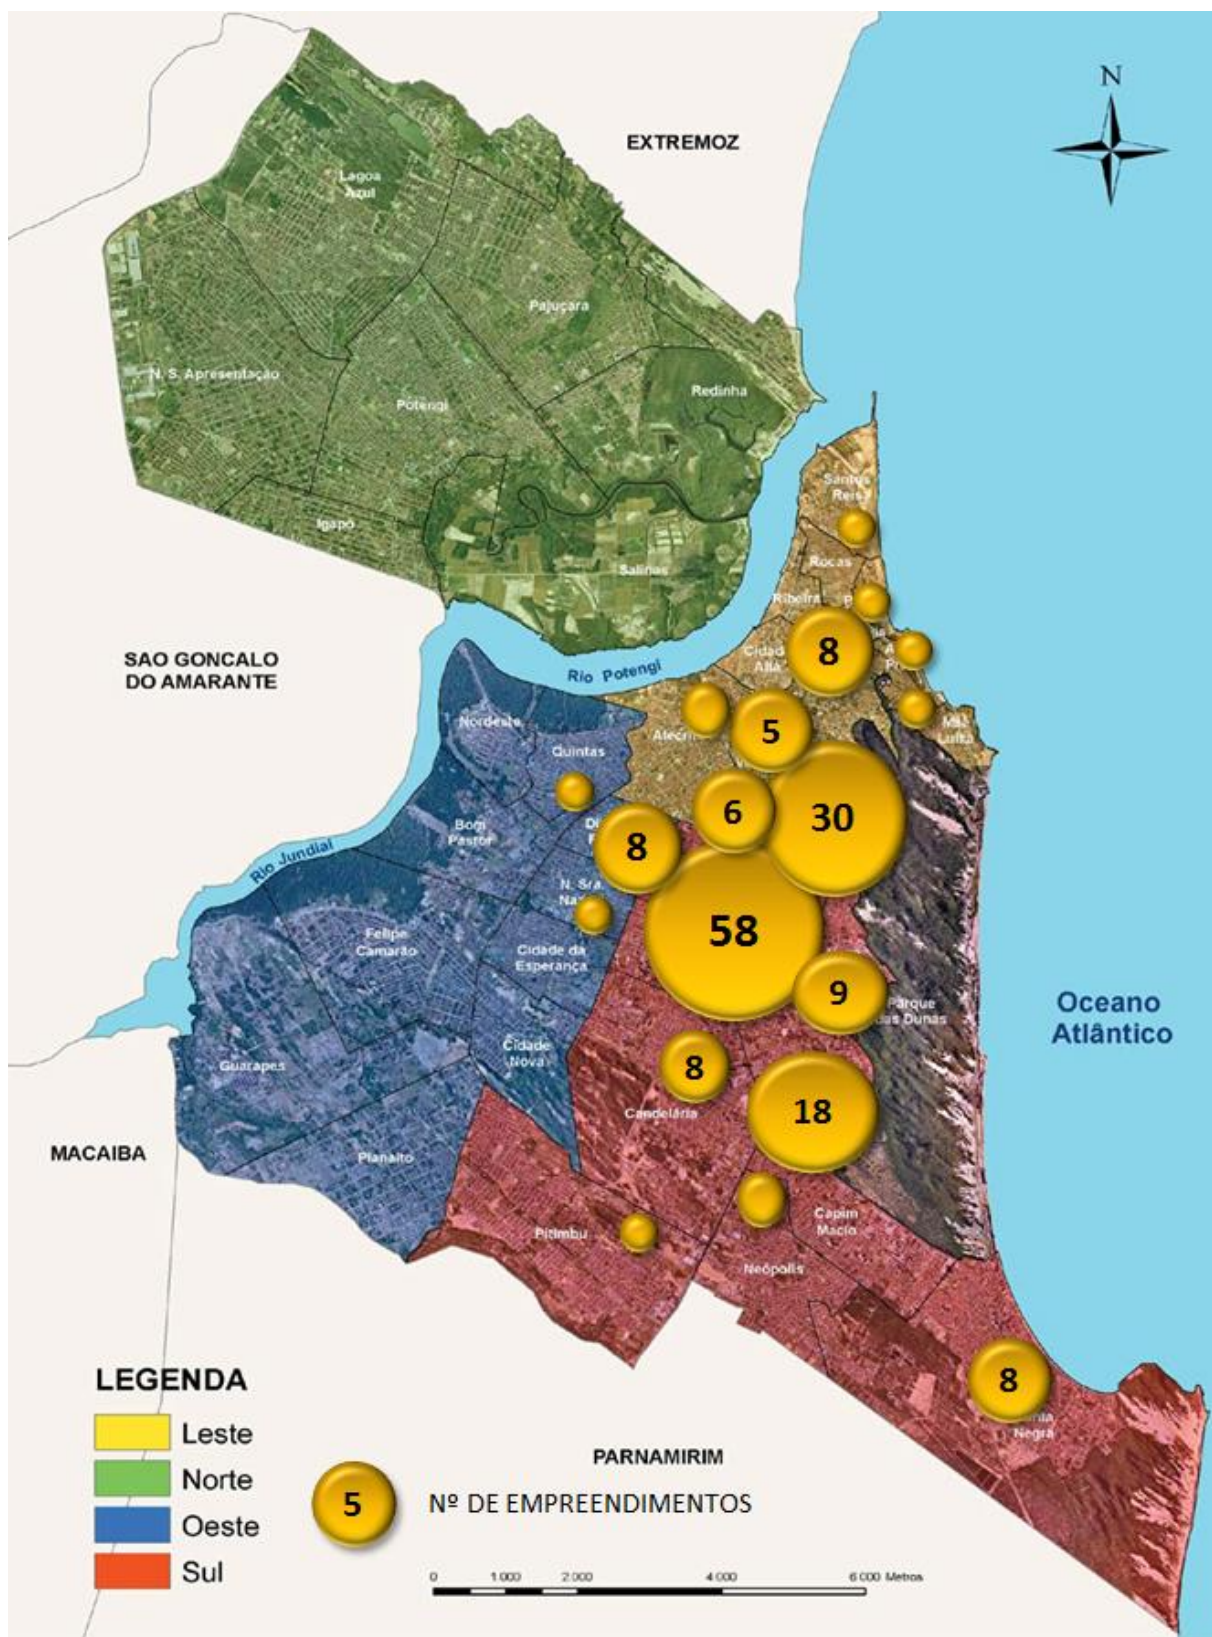 N
EXTREMOZ
Lagoa
Azul
Pajuçara
N. S. Apresentação
Redinha
Potengi
Santos
Reis
Igapó
Rocas
Salinas
Ribeira
SAO GONCALO
DO AMARANTE
8
Rio Potengi
Nordeste
5
Quintas
6
30
Bom
Pastor
8
Rio Jundiaí
N. Sra.
58
Felipe
Camarão
Cidade da
Esperança
9
Parque
das Dunas
Oceano
Atlântico
Cidade
Nova
Guarapes
8
18
Candelária
MACAIBA
Planalto
Capim
Macio
Pitimbu
Neópolis
8
Negra
LEGENDA
Leste
Norte
Oeste
Sul
PARNAMIRIM
5
Nº DE EMPREENDIMENTOS
0 1 000 2 000 4 000 6 000 Metros